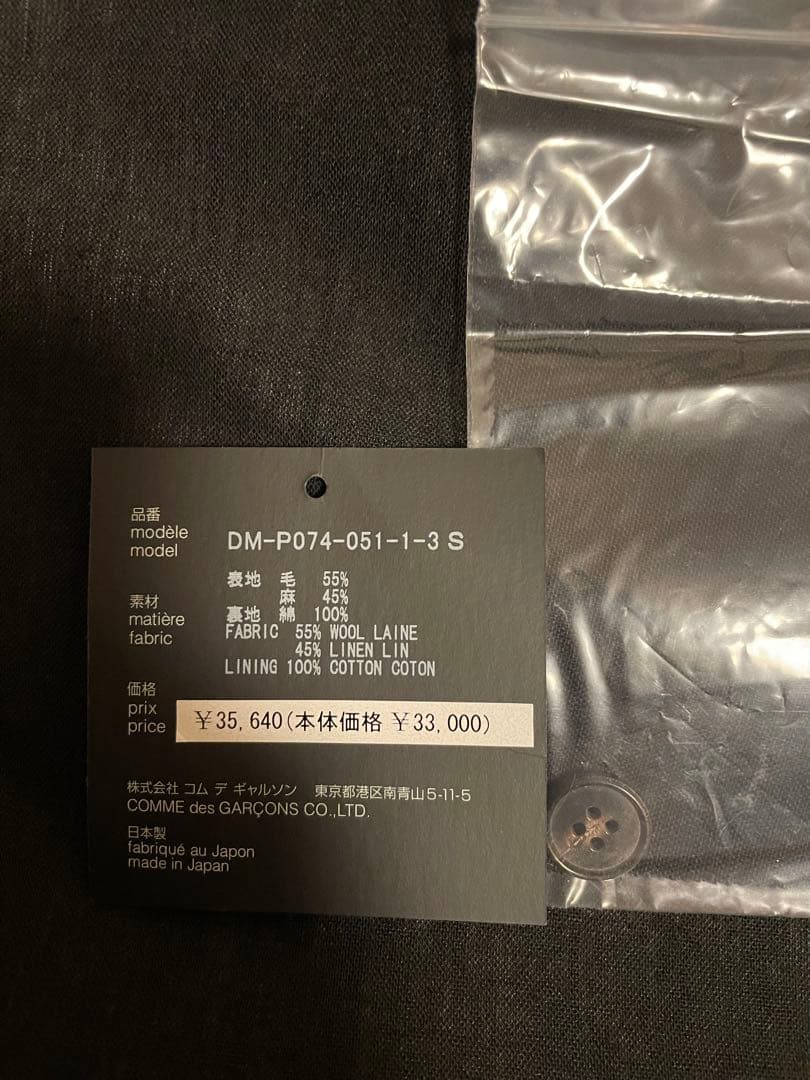 品番
modèle
model
DM-P074-051-1-3 S
素材
matière
fabric
表地 毛 55%
麻 45%
裏地 綿 100%
FABRIC 55% WOOL LAINE
45% LINEN LIN
LINING 100% COTTON COTON
価格
prix
price
￥35,640(本体価格 ￥33,000)
株式会社 コム デ ギャルソン 東京都港区南青山5-11-5
COMME des GARÇONS CO.,LTD.
日本製
fabriqué au Japon
made in Japan